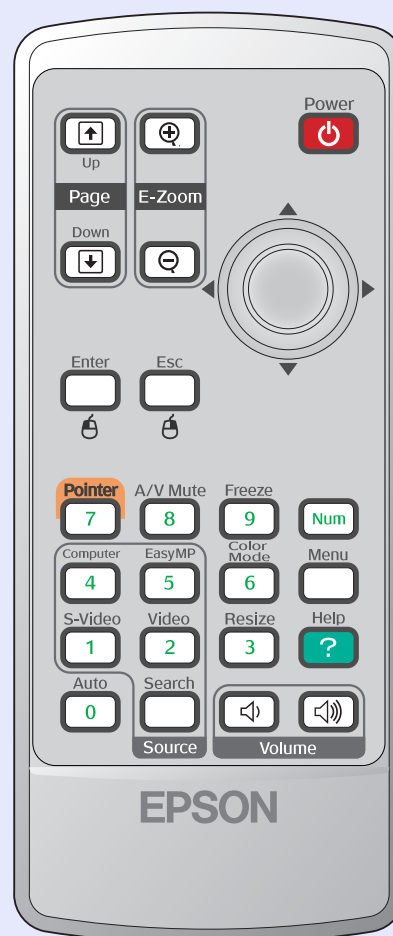 Power
Up
Page E-Zoom
Down
Enter Esc
Pointer A/V Mute Freeze
7 8 9 Num
Computer EasyMP Color Mode Menu
4 5 6
S-Video Video Resize Help
1 2 3 ?
Auto Search
0
Source Volume
EPSON